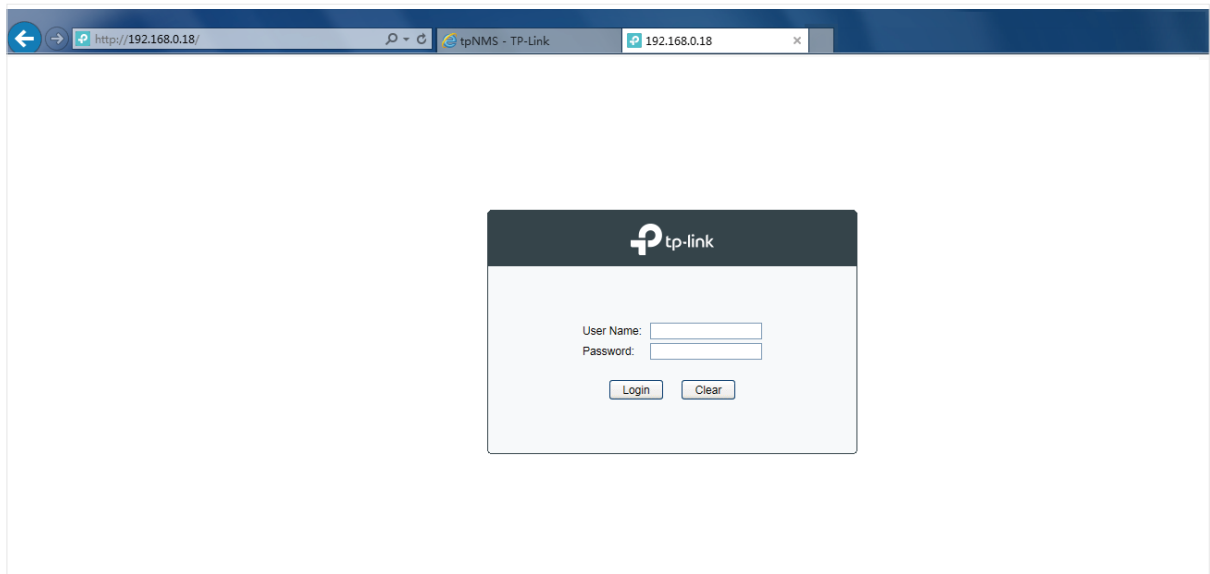 http://192.168.0.18/
tpNMS - TP-Link
192.168.0.18
tp-link
User Name:
Password:
Login Clear